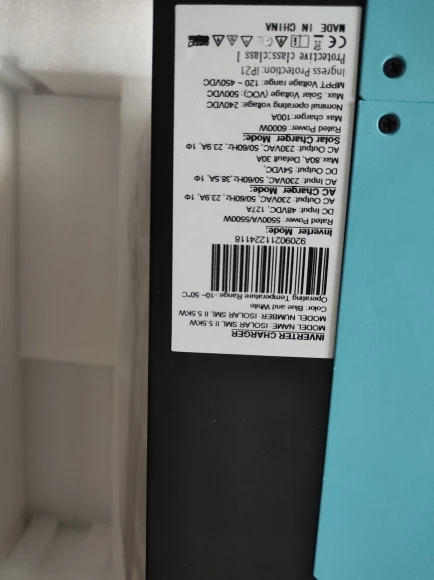 INVERTER CHARGER
MODEL NAME: ISOLAR SML II 5.5KW
MODEL NUMBER: ISOLAR SML II 5.5KW
Color: Blue and White
Operating Temperature Range: -10~50°C
9209021122418
Inverter Mode:
Rated Power: 5500VA/5500W
DC Input: 48VDC, 127A
AC Output: 230VAC, 50/60Hz, 23.9A, 1Φ
AC Charger Mode:
AC Input: 230VAC, 50/60Hz, 38.5A, 1Φ
DC Output: 54VDC,
Max 80A, Default 30A
AC Output: 230VAC, 50/60Hz, 23.9A, 1Φ
Solar Charger Mode:
Rated Power: 6000W
Max charger: 100A
Nominal operating voltage: 240VDC
Max. Solar Voltage (VOC): 500VDC
MPPT Voltage Range: 120~450VDC
Ingress Protection: IP21
Protective class: class I
CE
MADE IN CHINA